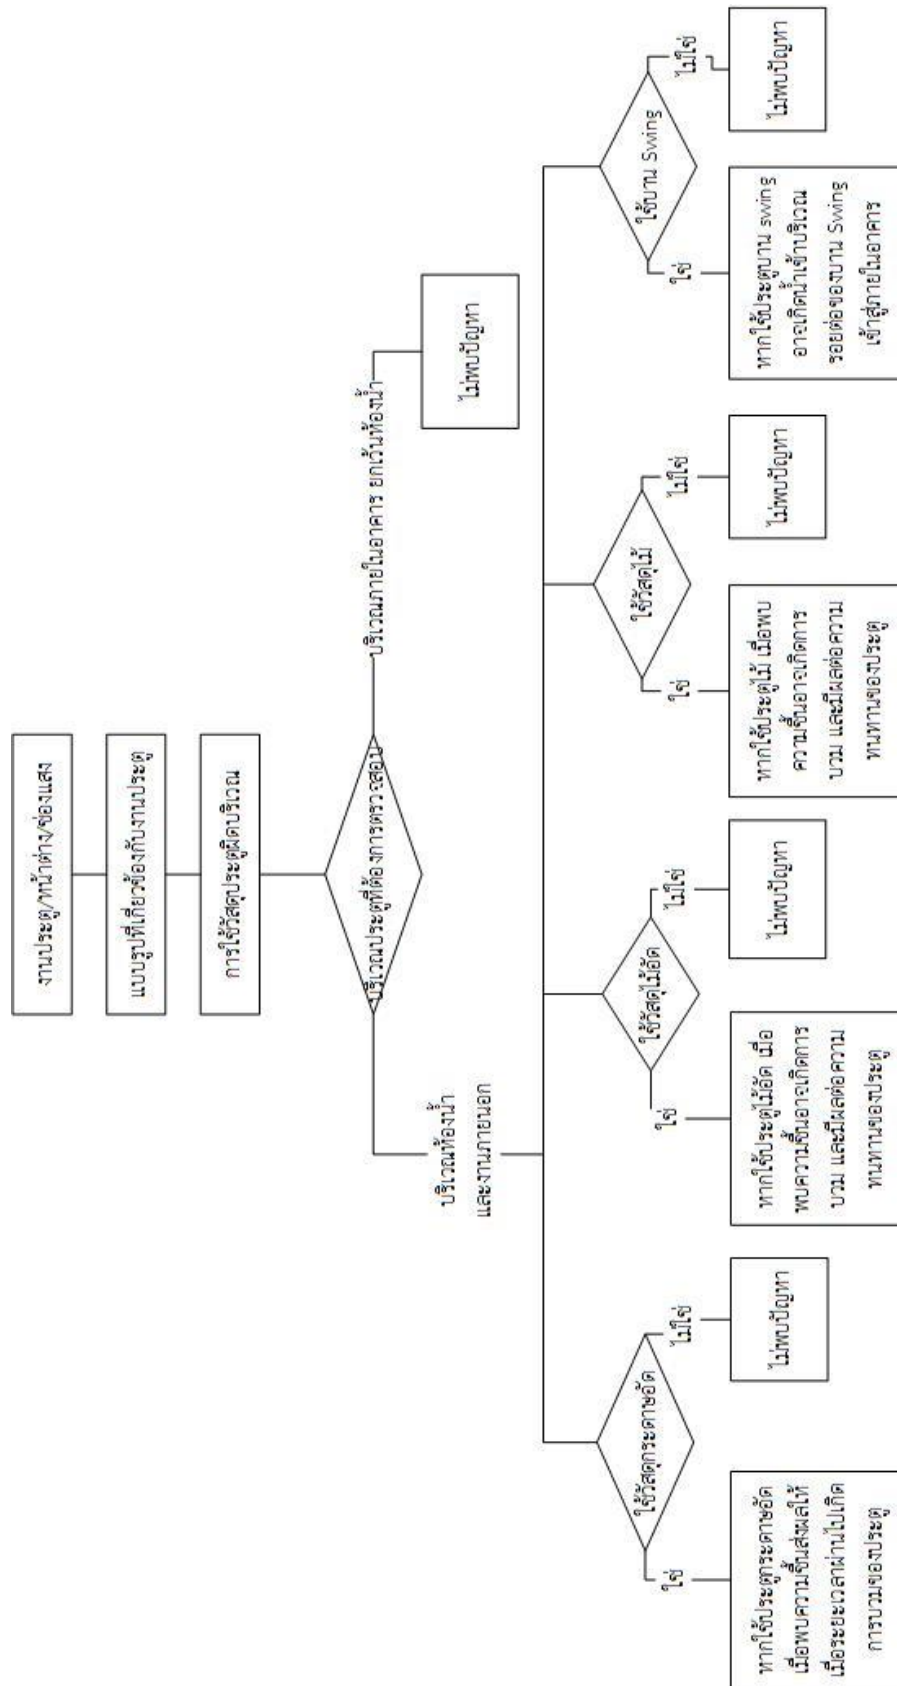 งานประตู/หน้าต่าง/ช่องแสง
แบบรูปที่เกี่ยวข้องกับงานประตู
การใช้วัสดุประตูผิดบริเวณ
บริเวณประตูที่ต้องการตรวจสอบ
บริเวณห้องน้ำ
และงานภายนอก
บริเวณภายในอาคาร ยกเว้นห้องน้ำ
ไม่พบปัญหา
ใช้วัสดุกระดาษอัด
ใช่
ไม่ใช่
หากใช้ประตูกระดาษอัด
เมื่อพบความชื้นส่งผลให้
เมื่อระยะเวลาผ่านไปเกิด
การบวมของประตู
ไม่พบปัญหา
ใช้วัสดุไม้อัด
ใช่
ไม่ใช่
หากใช้ประตูไม้อัด เมื่อ
พบความชื้นอาจเกิดการ
บวม และมีผลต่อความ
ทนทานของประตู
ไม่พบปัญหา
ใช้วัสดุไม้
ใช่
ไม่ใช่
หากใช้ประตูไม้ เมื่อพบ
ความชื้นอาจเกิดการ
บวม และมีผลต่อความ
ทนทานของประตู
ไม่พบปัญหา
ใช้บาน Swing
ใช่
ไม่ใช่
หากใช้ประตูบาน swing
อาจเกิดน้ำเข้าบริเวณ
รอยต่อของบาน Swing
เข้าสู่ภายในอาคาร
ไม่พบปัญหา